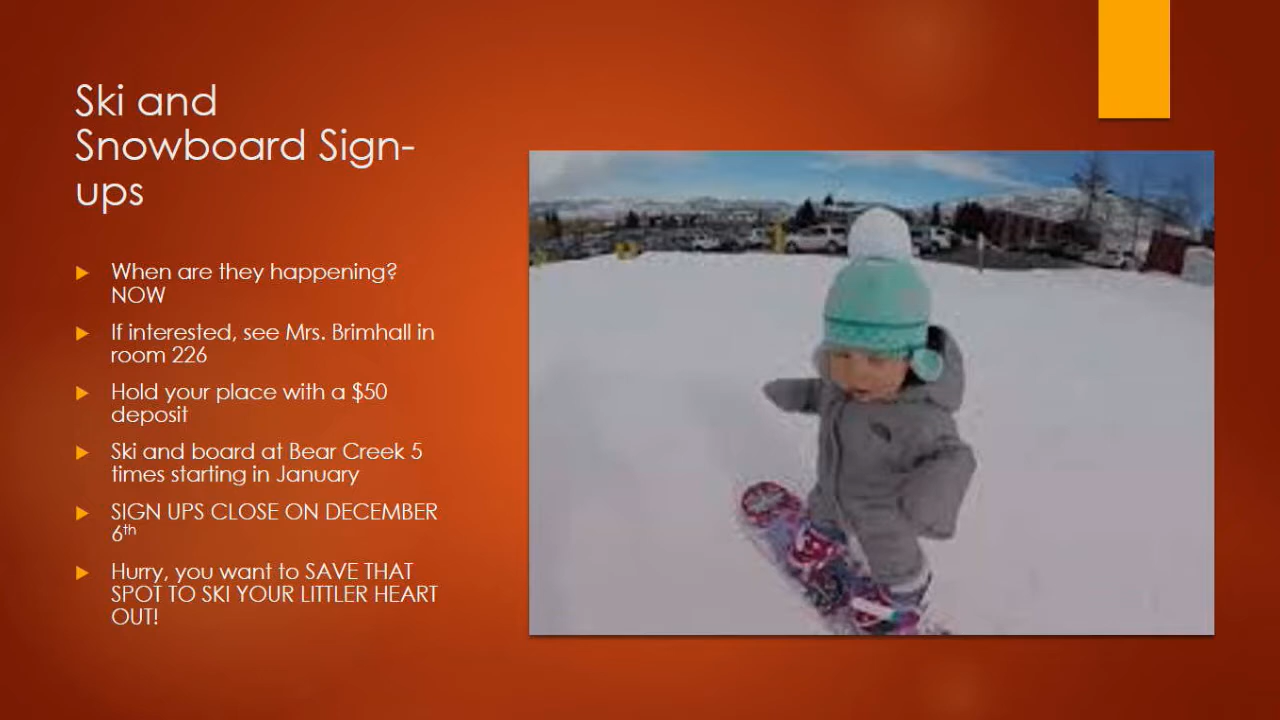 Ski and
Snowboard Sign-
ups
When are they happening?
NOW
If interested, see Mrs. Brimhall in
room 226
Hold your place with a $50
deposit
Ski and board at Bear Creek 5
times starting in January
SIGN UPS CLOSE ON DECEMBER
6th
Hurry, you want to SAVE THAT
SPOT TO SKI YOUR LITTLER HEART
OUT!